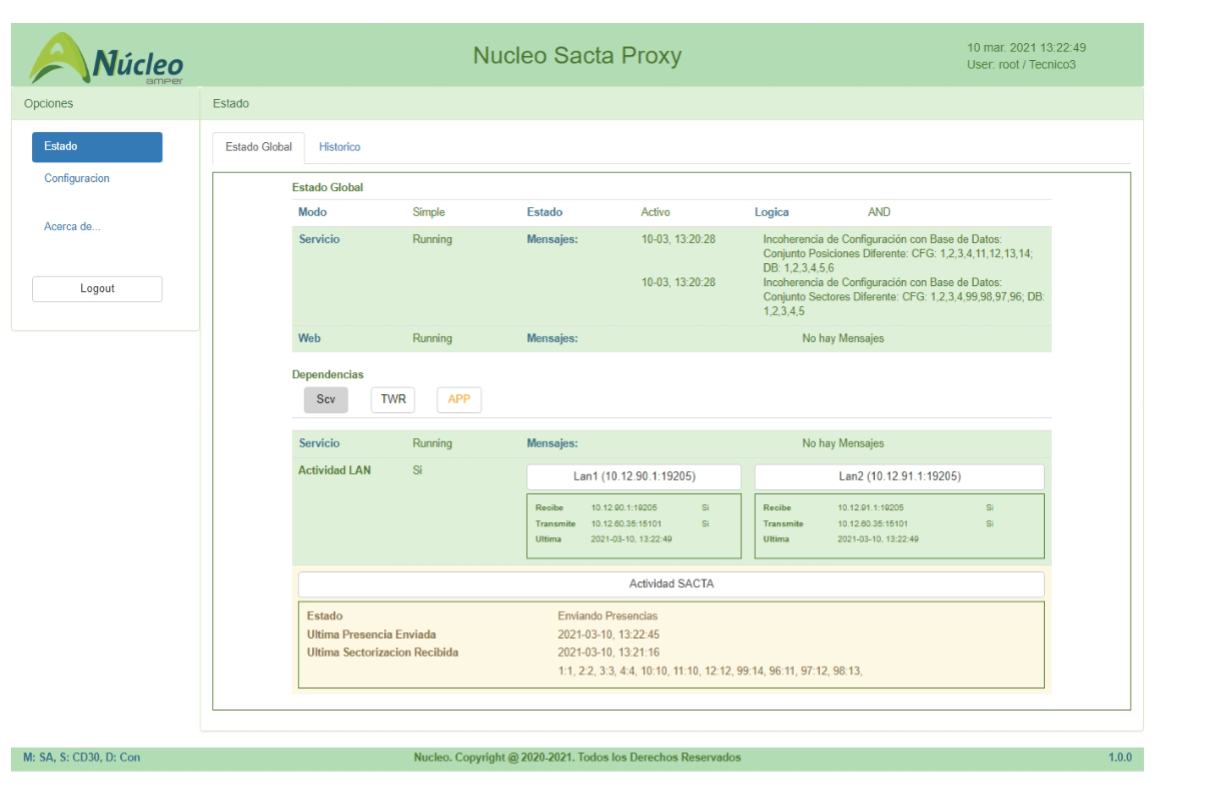 Núcleo
amper
Nucleo Sacta Proxy
10 mar. 2021 13:22:49
User: root / Tecnico3
Opciones
Estado
Estado
Configuracion
Acerca de...
Logout
Estado Global Historico
Estado Global
Modo Simple Estado Activo Logica AND
Servicio Running Mensajes: 10-03, 13:20:28 Incoherencia de Configuración con Base de Datos:
Conjunto Posiciones Diferente: CFG: 1,2,3,4,11,12,13,14;
DB: 1,2,3,4,5,6
10-03, 13:20:28 Incoherencia de Configuración con Base de Datos:
Conjunto Sectores Diferente: CFG: 1,2,3,4,99,98,97,96; DB:
1,2,3,4,5
Web Running Mensajes: No hay Mensajes
Dependencias
Scv TWR APP
Servicio Running Mensajes: No hay Mensajes
Actividad LAN Si Lan1 (10.12.90.1:19205) Lan2 (10.12.91.1:19205)
Recibe 10.12.90.1:19205 Si Recibe 10.12.91.1:19205 Si
Transmite 10.12.60.35:15101 Si Transmite 10.12.60.35:15101 Si
Ultima 2021-03-10, 13:22:49 Ultima 2021-03-10, 13:22:49
Actividad SACTA
Estado Enviando Presencias
Ultima Presencia Enviada 2021-03-10, 13:22:45
Ultima Sectorizacion Recibida 2021-03-10, 13:21:16
1:1, 2:2, 3:3, 4:4, 10:10, 11:10, 12:12, 99:14, 96:11, 97:12, 98:13,
M: SA, S: CD30, D: Con Nucleo. Copyright @ 2020-2021. Todos los Derechos Reservados 1.0.0